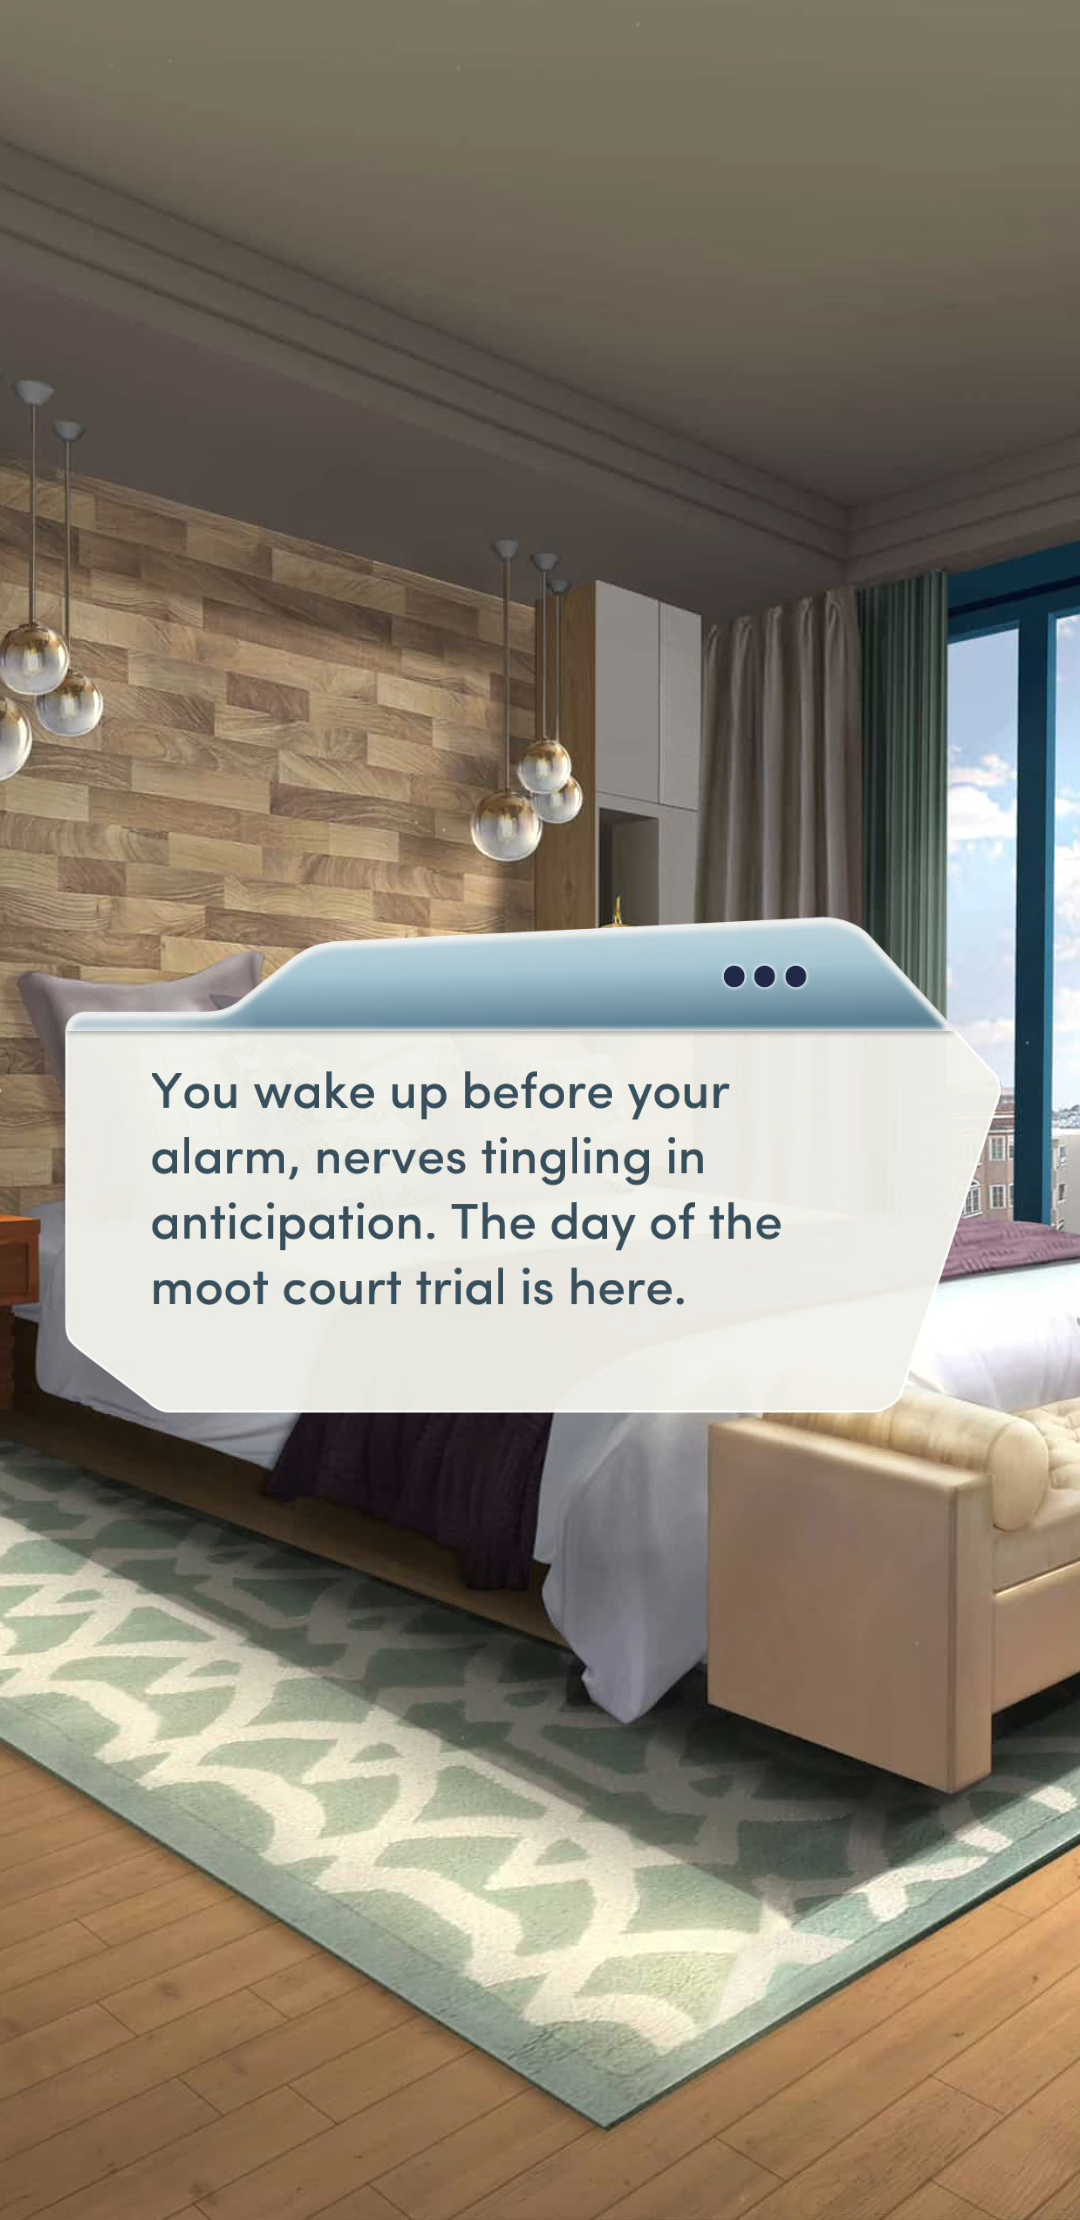 You wake up before your
alarm, nerves tingling in
anticipation. The day of the
moot court trial is here.